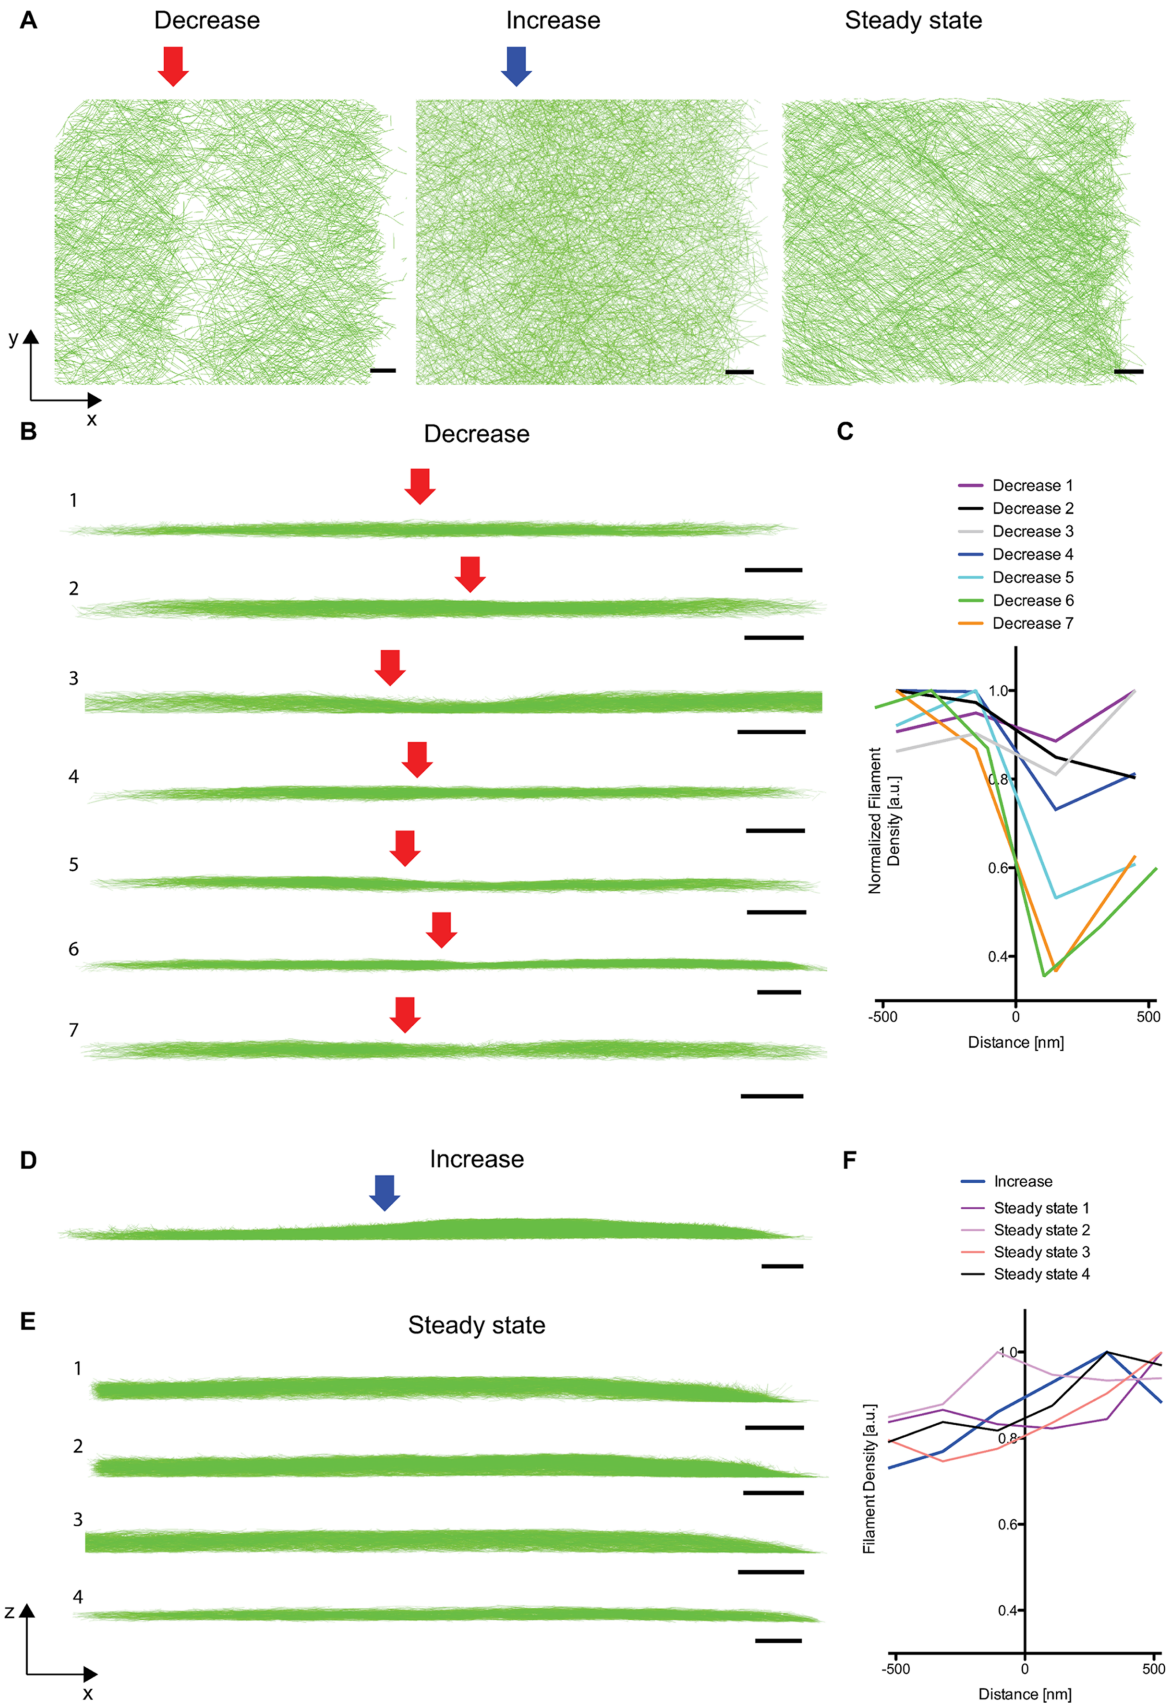 A
Decrease
Increase
Steady state
y
x
B
Decrease
1
2
3
4
5
6
7
C
Decrease 1
Decrease 2
Decrease 3
Decrease 4
Decrease 5
Decrease 6
Decrease 7
1.0
0.8
0.6
0.4
Normalized Filament
Density [a.u.]
-500
0
500
Distance [nm]
D
Increase
E
Steady state
1
2
3
4
z
x
F
Increase
Steady state 1
Steady state 2
Steady state 3
Steady state 4
1.0
0.8
0.6
0.4
Filament Density [a.u.]
-500
0
500
Distance [nm]